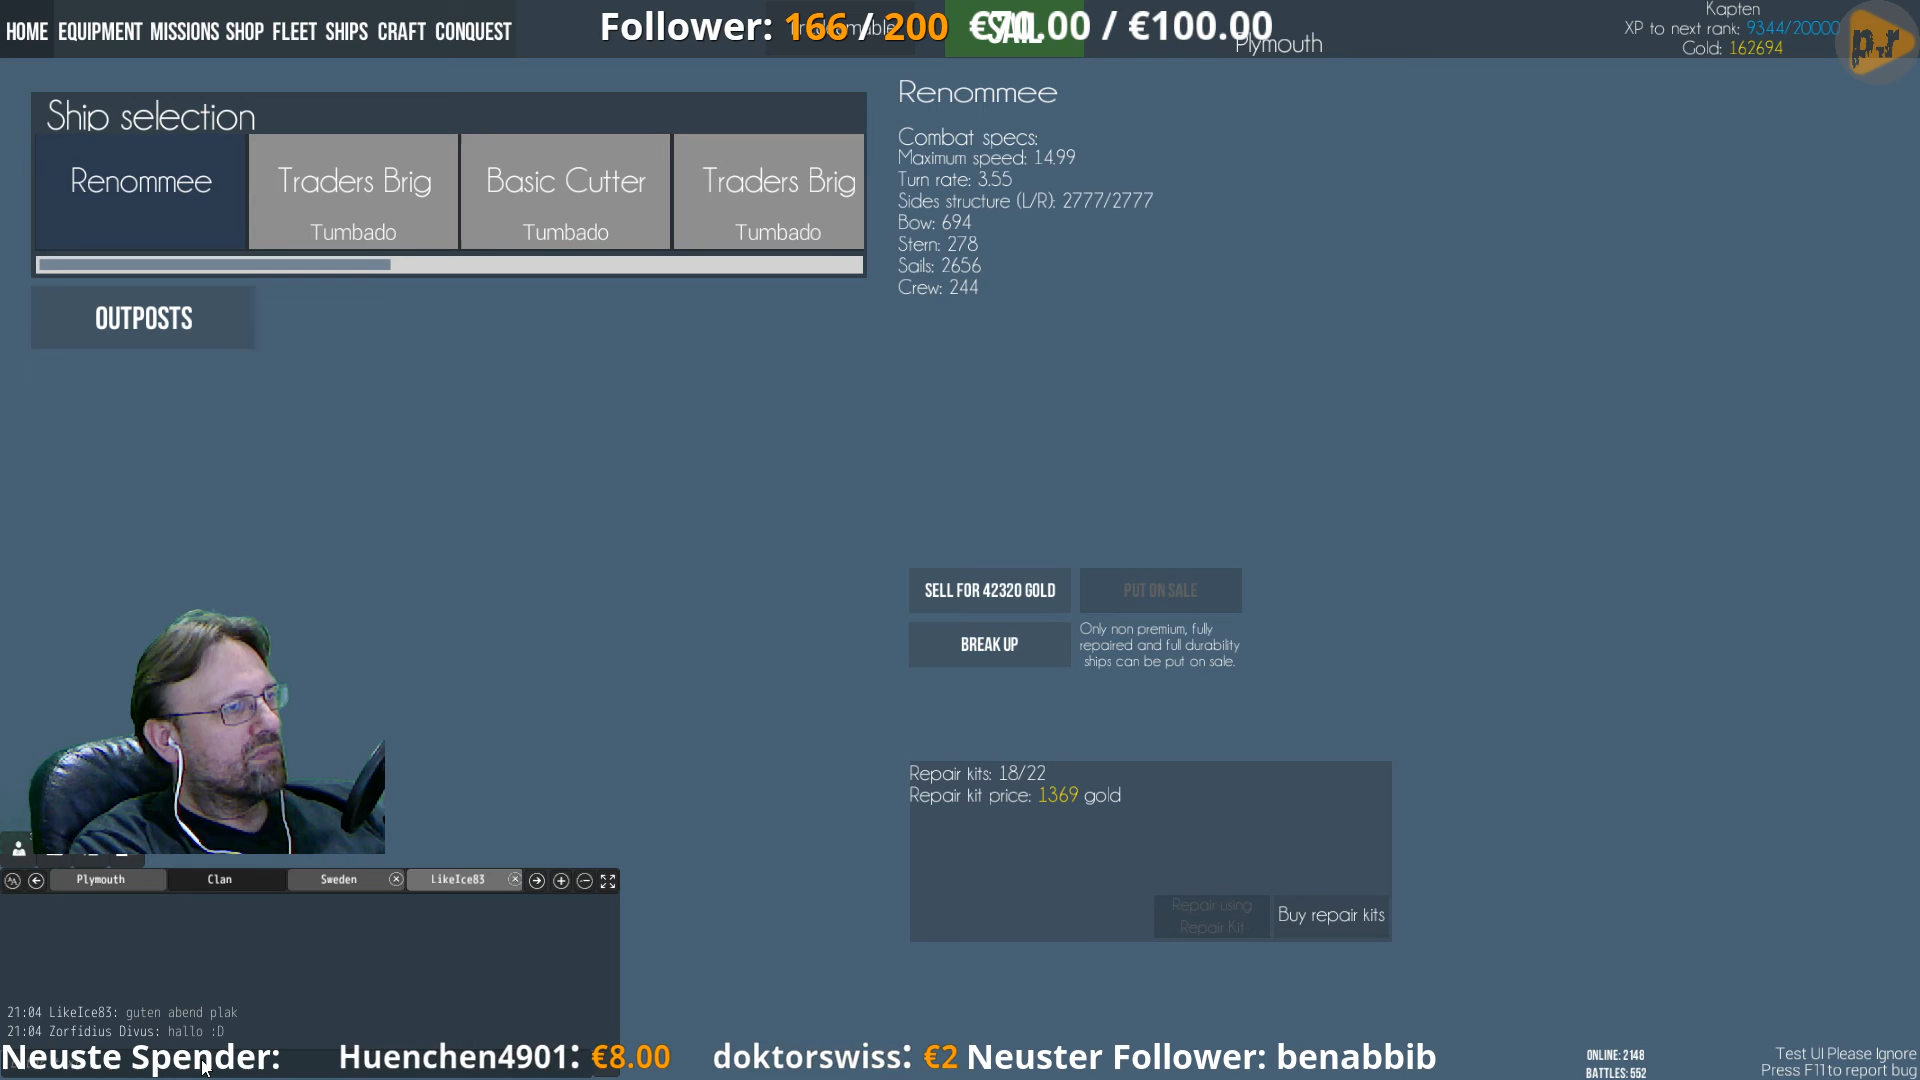 HOME EQUIPMENT MISSIONS SHOP FLEET SHIPS CRAFT CONQUEST
Follower: 166 / 200
€70.00 / €100.00
SAIL
Plymouth
Kapten
XP to next rank: 9344/20000
Gold: 162694
p.r
Ship selection
Renommee
Traders Brig
Tumbado
Basic Cutter
Tumbado
Traders Brig
Tumbado
OUTPOSTS
Renommee
Combat specs:
Maximum speed: 14.99
Turn rate: 3.55
Sides structure (L/R): 2777/2777
Bow: 694
Stern: 278
Sails: 2656
Crew: 244
SELL FOR 42320 GOLD
PUT ON SALE
BREAK UP
Only non premium, fully
repaired and full durability
ships can be put on sale.
Repair kits: 18/22
Repair kit price: 1369 gold
Repair using
Repair Kit
Buy repair kits
Plymouth
Clan
Sweden
LikeIce83
21:04 LikeIce83: guten abend plak
21:04 Zorfidius Divus: hallo :D
Neuste Spender: Huenchen4901: €8.00 doktorswiss: €2 Neuster Follower: benabbib
ONLINE: 2148
BATTLES: 552
Test UI Please Ignore
Press F11 to report bug